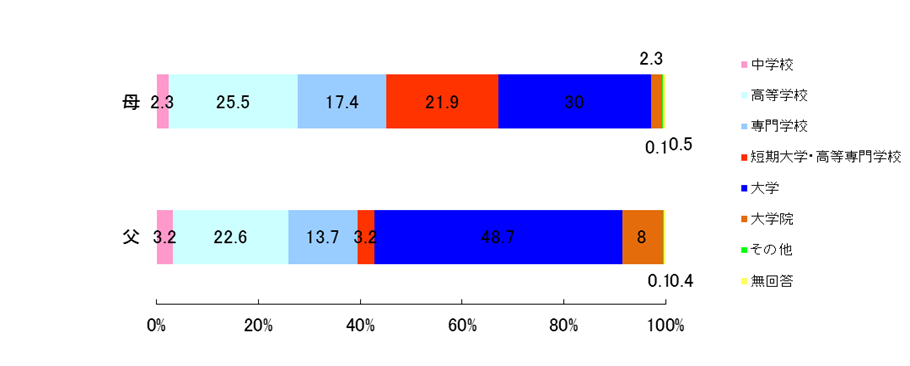 2.3
母 2.3 25.5 17.4 21.9 30
0.1 0.5
父 3.2 22.6 13.7 3.2 48.7 8
0.1 0.4
0% 20% 40% 60% 80% 100%
中学校
高等学校
専門学校
短期大学・高等専門学校
大学
大学院
その他
無回答